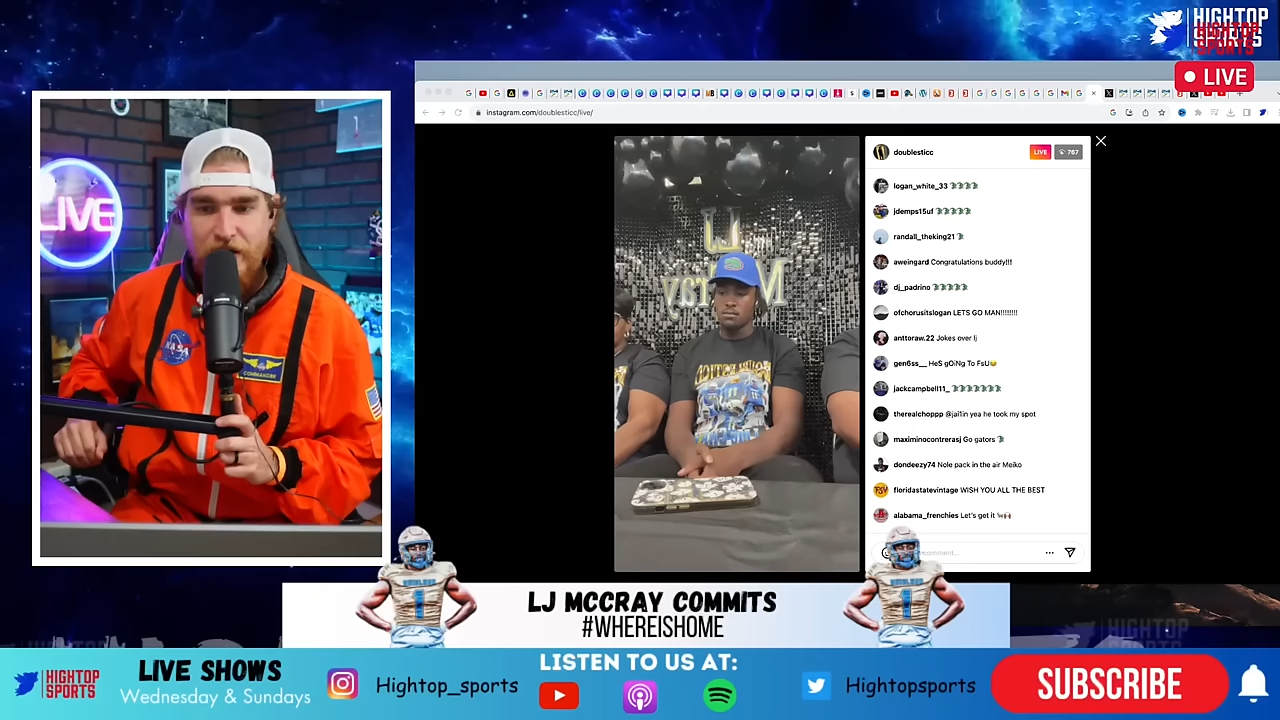 HIGHTOP
SPORTS
LIVE
instagram.com/doublesticc/live/
LIVE
NASA
COMMANDER
LJ
doublesticc
LIVE
767
logan_white_33
jdemps15uf
randall_theking21
aweingard Congratulations buddy!!!
dj_padrino
ofchorusitslogan LETS GO MAN!!!!!!!!!
anttoraw.22 Jokes over lj
gen6ss__ HeS gOiNg To FsU
jackcampbell11_
therealchoppp @jai1in yea he took my spot
maximinocontrerasj Go gators
dondeezy74 Nole pack in the air Meiko
floridastatevintage WISH YOU ALL THE BEST
alabama_frenchies Let's get it
comment...
LJ MCCRAY COMMITS
#WHEREISHOME
HIGHTOP
SPORTS
LIVE SHOWS
Wednesday & Sundays
Hightop_sports
LISTEN TO US AT:
Hightopsports
SUBSCRIBE